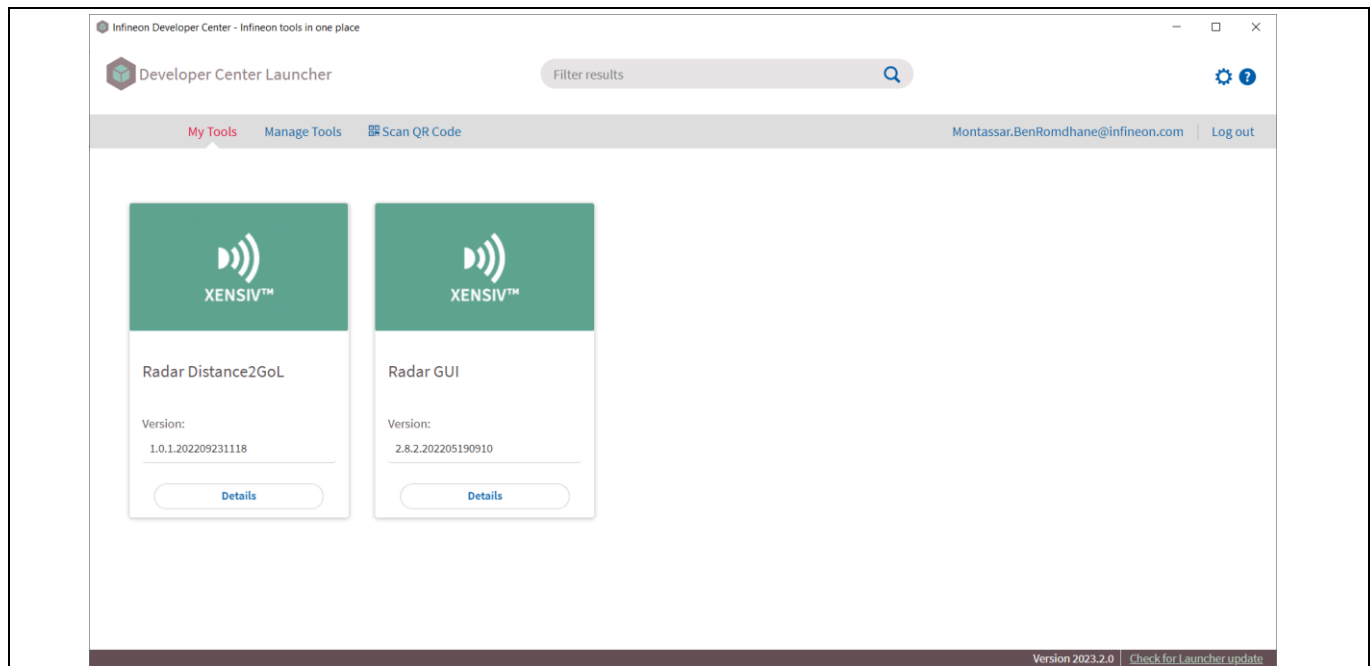 Infineon Developer Center - Infineon tools in one place
Developer Center Launcher
Filter results
?
My Tools Manage Tools Scan QR Code Montassar.BenRomdhane@infineon.com Log out
XENSIV™ XENSIV™
Radar Distance2GoL Radar GUI
Version: Version:
1.0.1.202209231118 2.8.2.202205190910
Details Details
Version 2023.2.0 Check for Launcher update